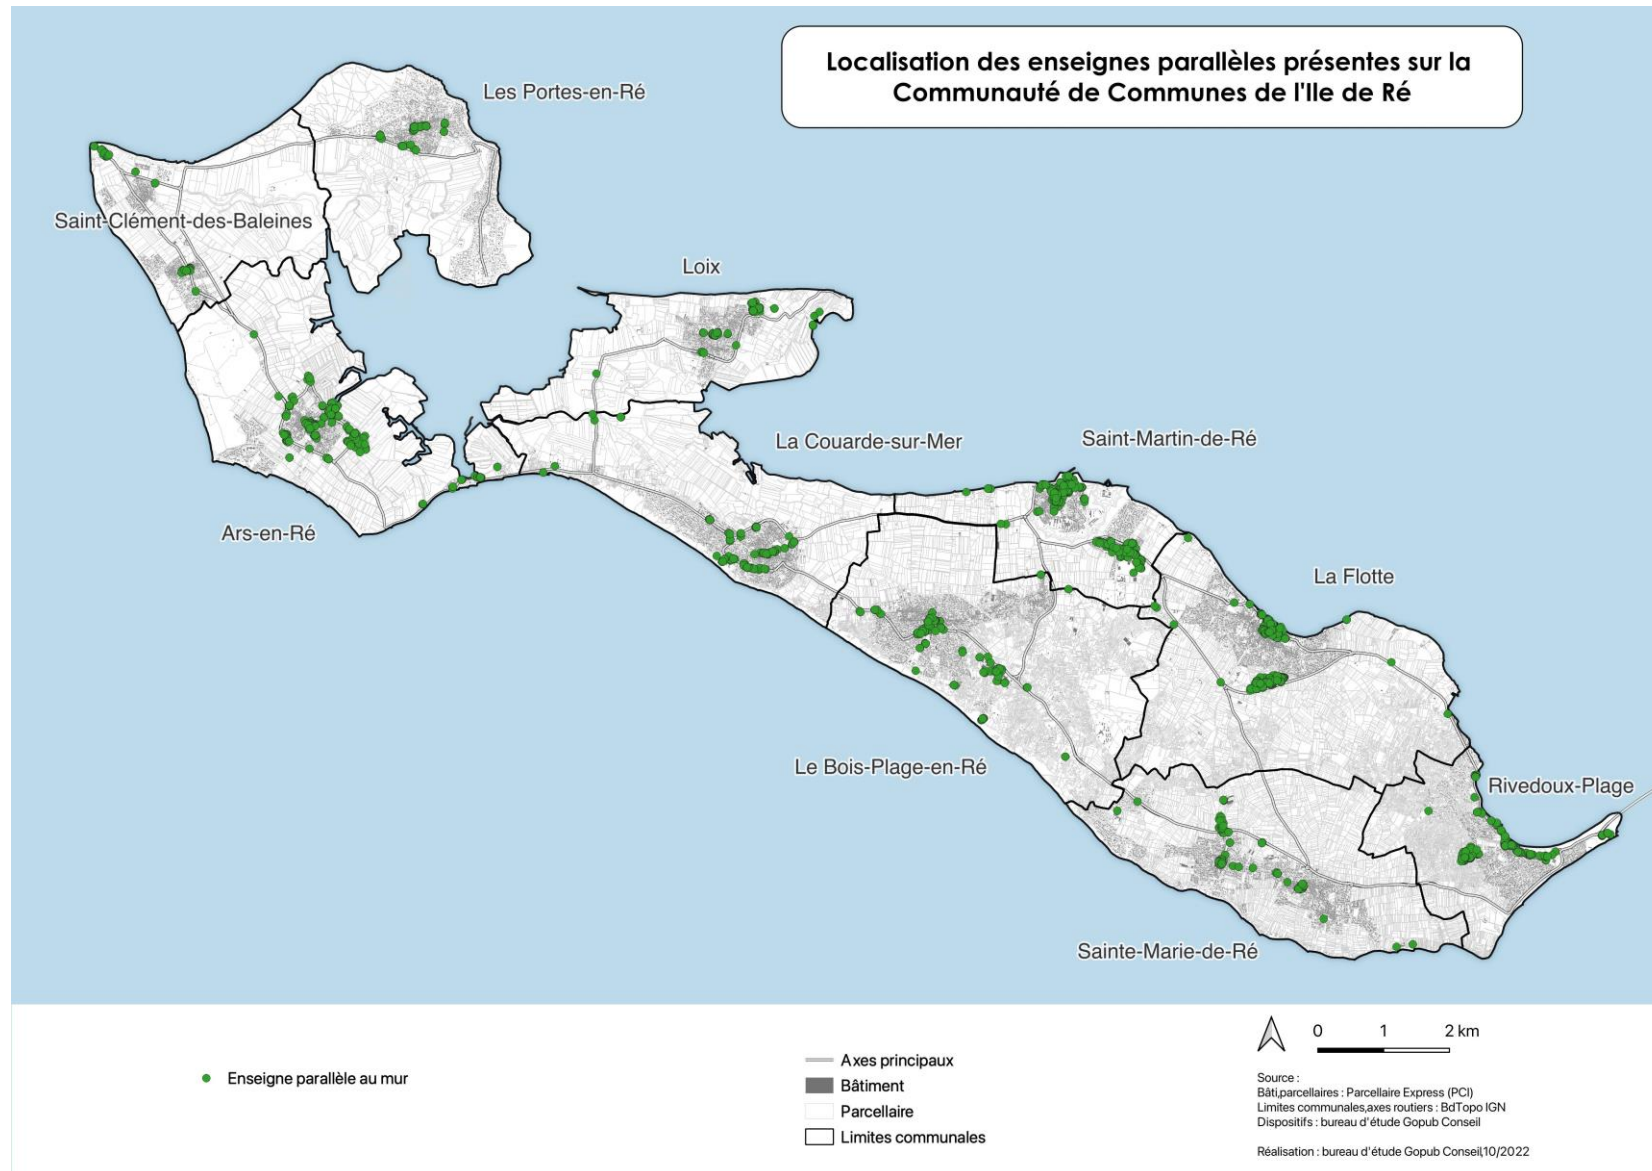 Localisation des enseignes parallèles présentes sur la
Communauté de Communes de l'Ile de Ré
Les Portes-en-Ré
Saint-Clément-des-Baleines
Loix
La Couarde-sur-Mer
Saint-Martin-de-Ré
Ars-en-Ré
La Flotte
Le Bois-Plage-en-Ré
Rivedoux-Plage
Sainte-Marie-de-Ré
Enseigne parallèle au mur
Axes principaux
Bâtiment
Parcellaire
Limites communales
0 1 2 km
Source :
Bâti,parcellaires : Parcellaire Express (PCI)
Limites communales,axes routiers : BdTopo IGN
Dispositifs : bureau d'étude Gopub Conseil
Réalisation : bureau d'étude Gopub Conseil,10/2022